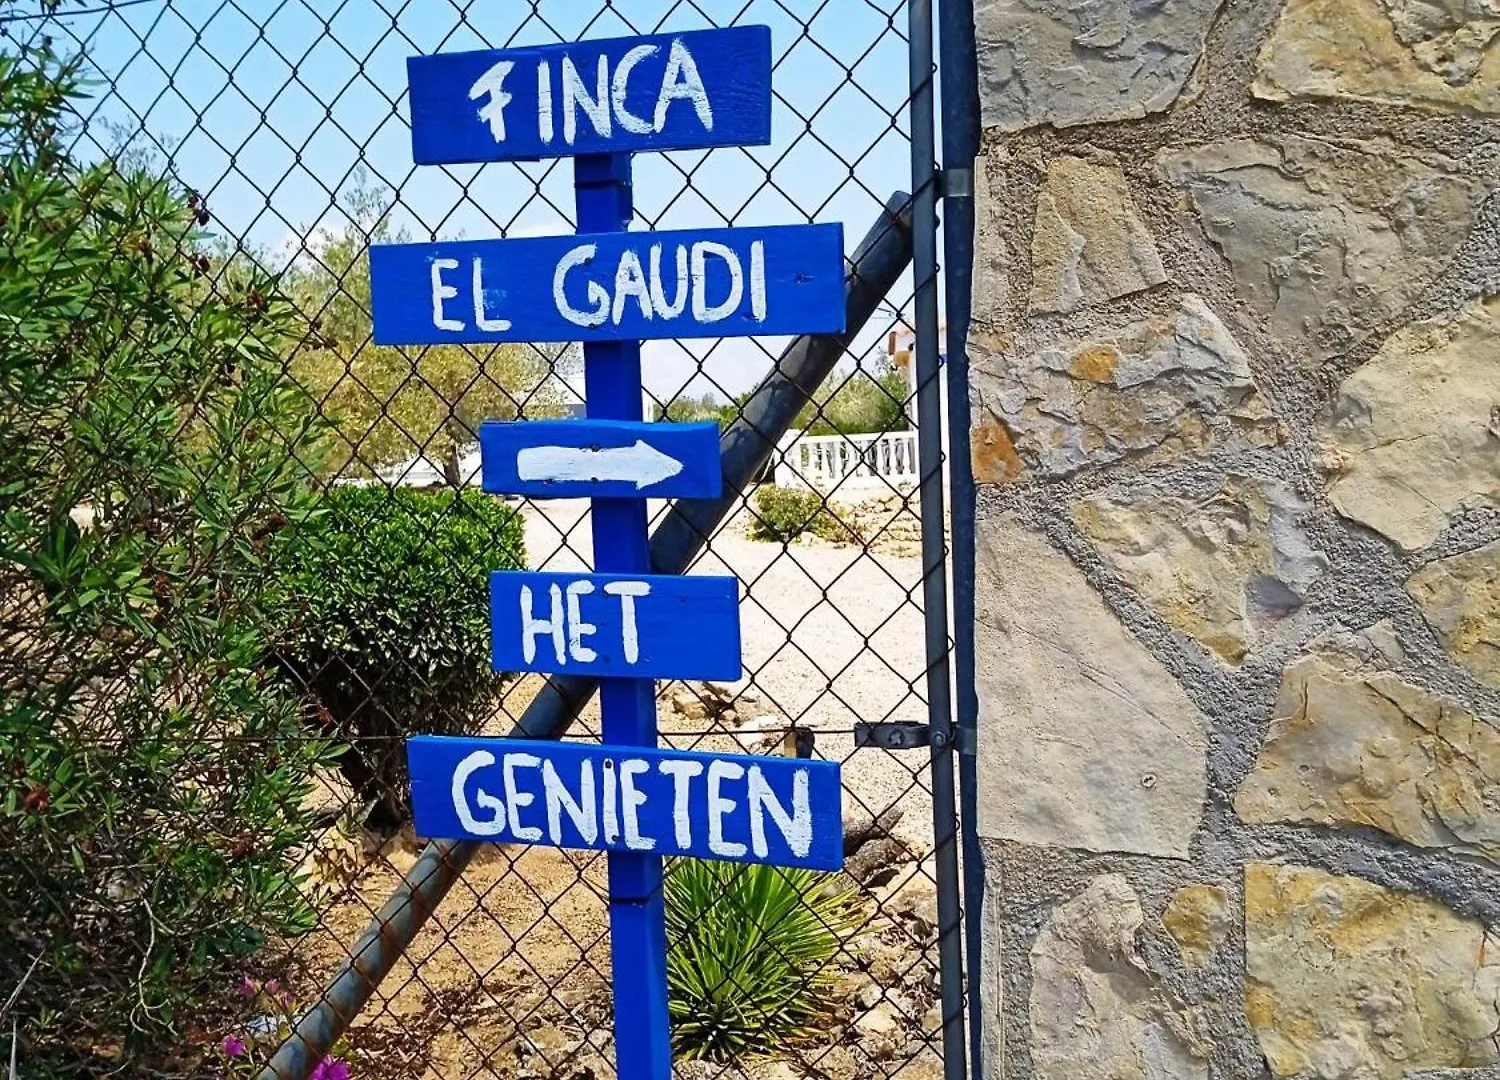 FINCA
EL GAUDI
HET
GENIETEN